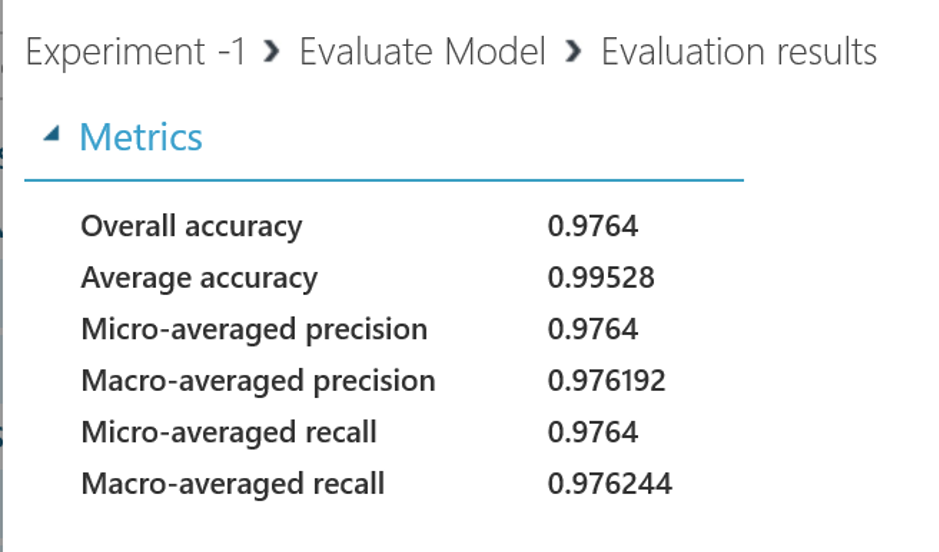 Experiment -1 > Evaluate Model > Evaluation results
Metrics
Overall accuracy 0.9764
Average accuracy 0.99528
Micro-averaged precision 0.9764
Macro-averaged precision 0.976192
Micro-averaged recall 0.9764
Macro-averaged recall 0.976244